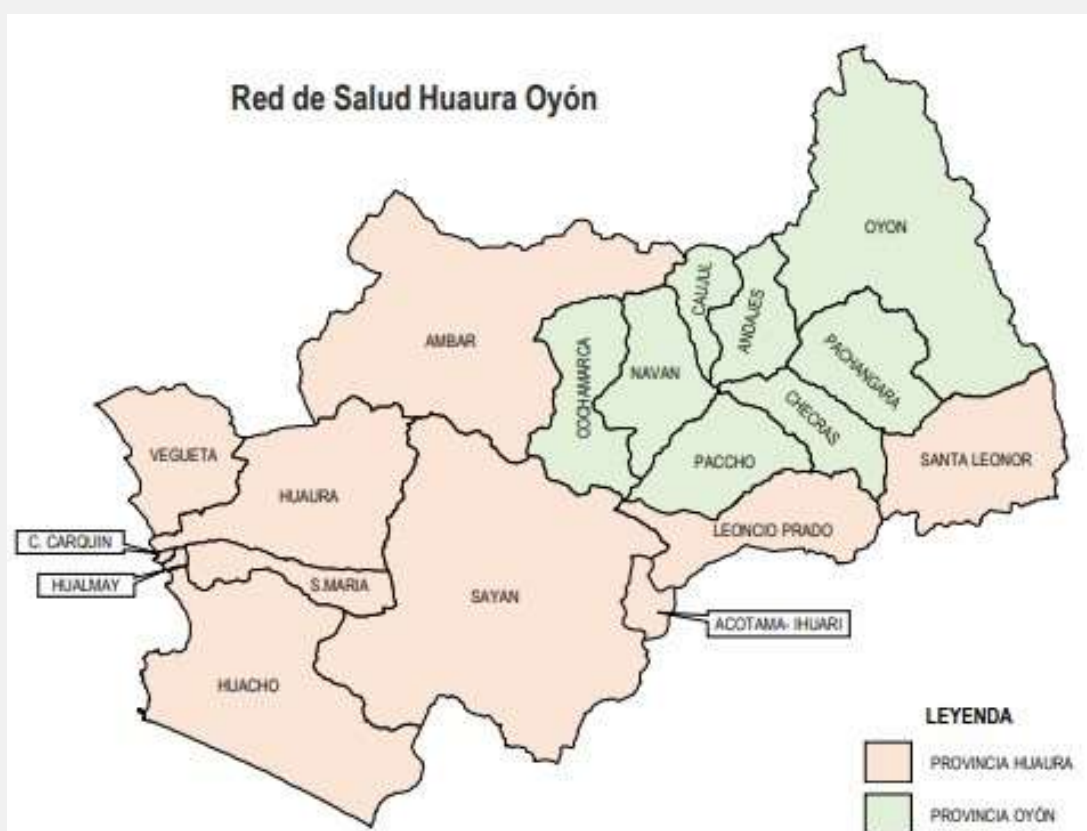 Red de Salud Huaura Oyón
OYON
CAUJUL
ANDAJES
AMBAR
COCHAMARCA
NAVAN
PACHANGARA
CHECRAS
VEGUETA
PACCHO
SANTA LEONOR
HUAURA
LEONCIO PRADO
C. CARQUIN
HUALMAY
S.MARIA
SAYAN
ACOTAMA- IHUARI
HUACHO
LEYENDA
PROVINCIA HUAURA
PROVINCIA OYÓN